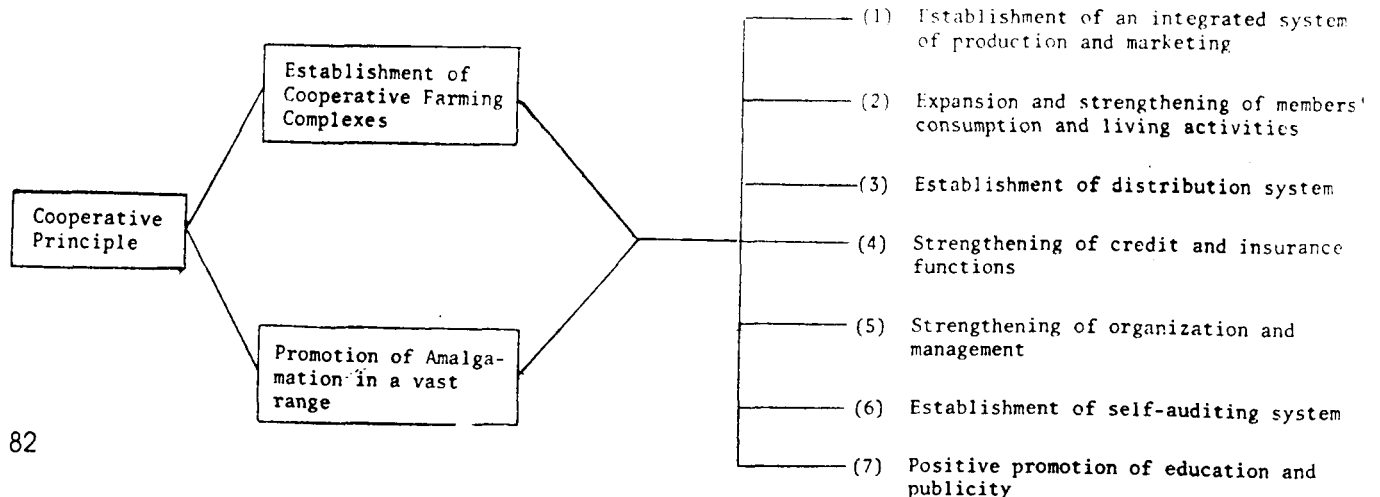 Cooperative
Principle
Establishment of
Cooperative Farming
Complexes
Promotion of Amalga-
mation in a vast
range
(1) Establishment of an integrated system
of production and marketing
(2) Expansion and strengthening of members'
consumption and living activities
(3) Establishment of distribution system
(4) Strengthening of credit and insurance
functions
(5) Strengthening of organization and
management
(6) Establishment of self-auditing system
(7) Positive promotion of education and
publicity
82